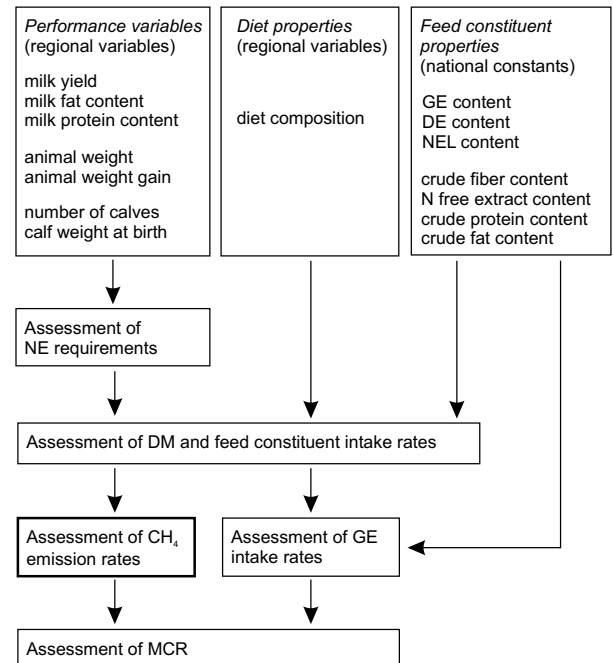 Performance variables
(regional variables)
milk yield
milk fat content
milk protein content
animal weight
animal weight gain
number of calves
calf weight at birth
Diet properties
(regional variables)
diet composition
Feed constituent
properties
(national constants)
GE content
DE content
NEL content
crude fiber content
N free extract content
crude protein content
crude fat content
Assessment of
NE requirements
Assessment of DM and feed constituent intake rates
Assessment of CH₄
emission rates
Assessment of GE
intake rates
Assessment of MCR